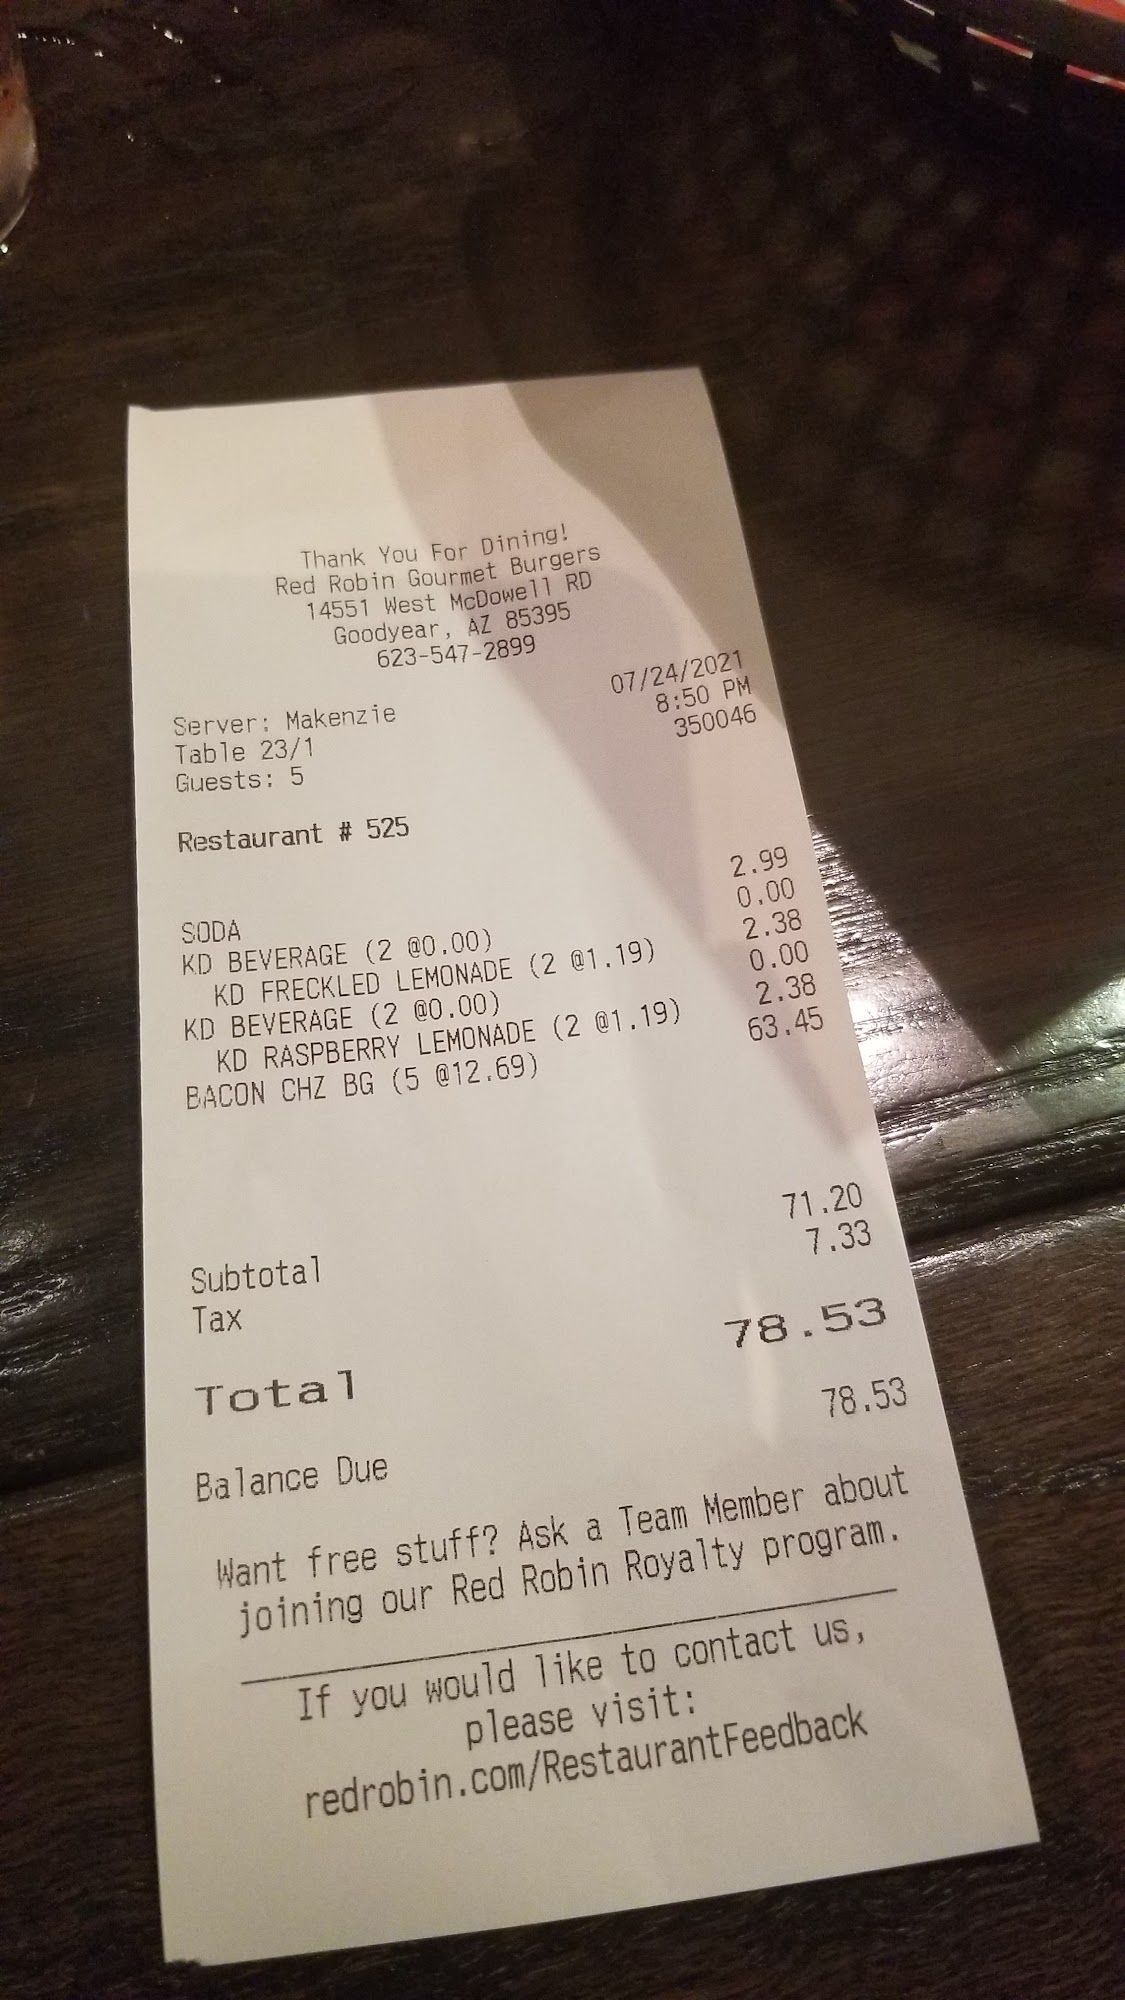 Thank You For Dining!
Red Robin Gourmet Burgers
14551 West McDowell RD
Goodyear, AZ 85395
623-547-2899
07/24/2021
Server: Makenzie 8:50 PM
Table 23/1 350046
Guests: 5
Restaurant # 525
SODA 2.99
KD BEVERAGE (2 @0.00) 0.00
KD FRECKLED LEMONADE (2 @1.19) 2.38
KD BEVERAGE (2 @0.00) 0.00
KD RASPBERRY LEMONADE (2 @1.19) 2.38
BACON CHZ BG (5 @12.69) 63.45
Subtotal 71.20
Tax 7.33
Total 78.53
Balance Due 78.53
Want free stuff? Ask a Team Member about
joining our Red Robin Royalty program.
If you would like to contact us,
please visit:
redrobin.com/RestaurantFeedback